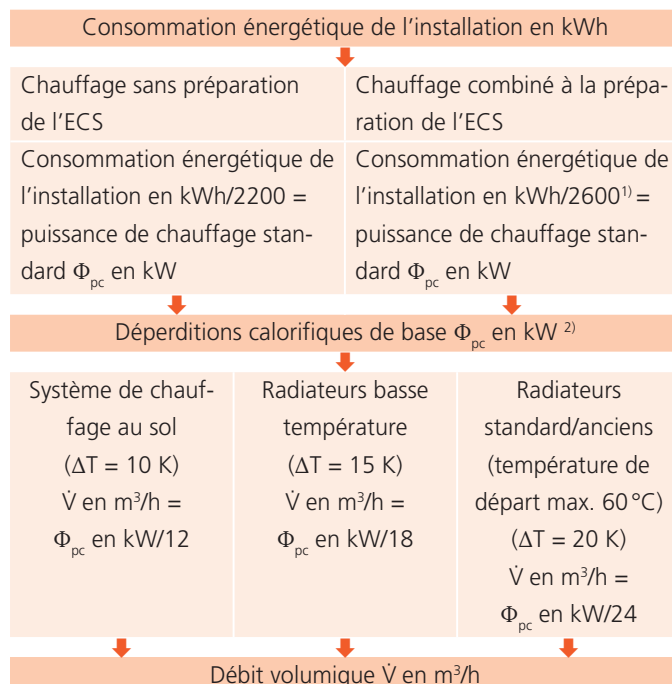 Consommation énergétique de l'installation en kWh
Chauffage sans préparation
de l'ECS
Chauffage combiné à la prépa-
ration de l'ECS
Consommation énergétique de
l'installation en kWh/2200 =
puissance de chauffage stan-
dard Φpc en kW
Consommation énergétique de
l'installation en kWh/2600¹⁾ =
puissance de chauffage stan-
dard Φpc en kW
Déperditions calorifiques de base Φpc en kW ²⁾
Système de chauf-
fage au sol
(ΔT = 10 K)
V̇ en m³/h =
Φpc en kW/12
Radiateurs basse
température
(ΔT = 15 K)
V̇ en m³/h =
Φpc en kW/18
Radiateurs
standard/anciens
(température de
départ max. 60 °C)
(ΔT = 20 K)
V̇ en m³/h =
Φpc en kW/24
Débit volumique V̇ en m³/h